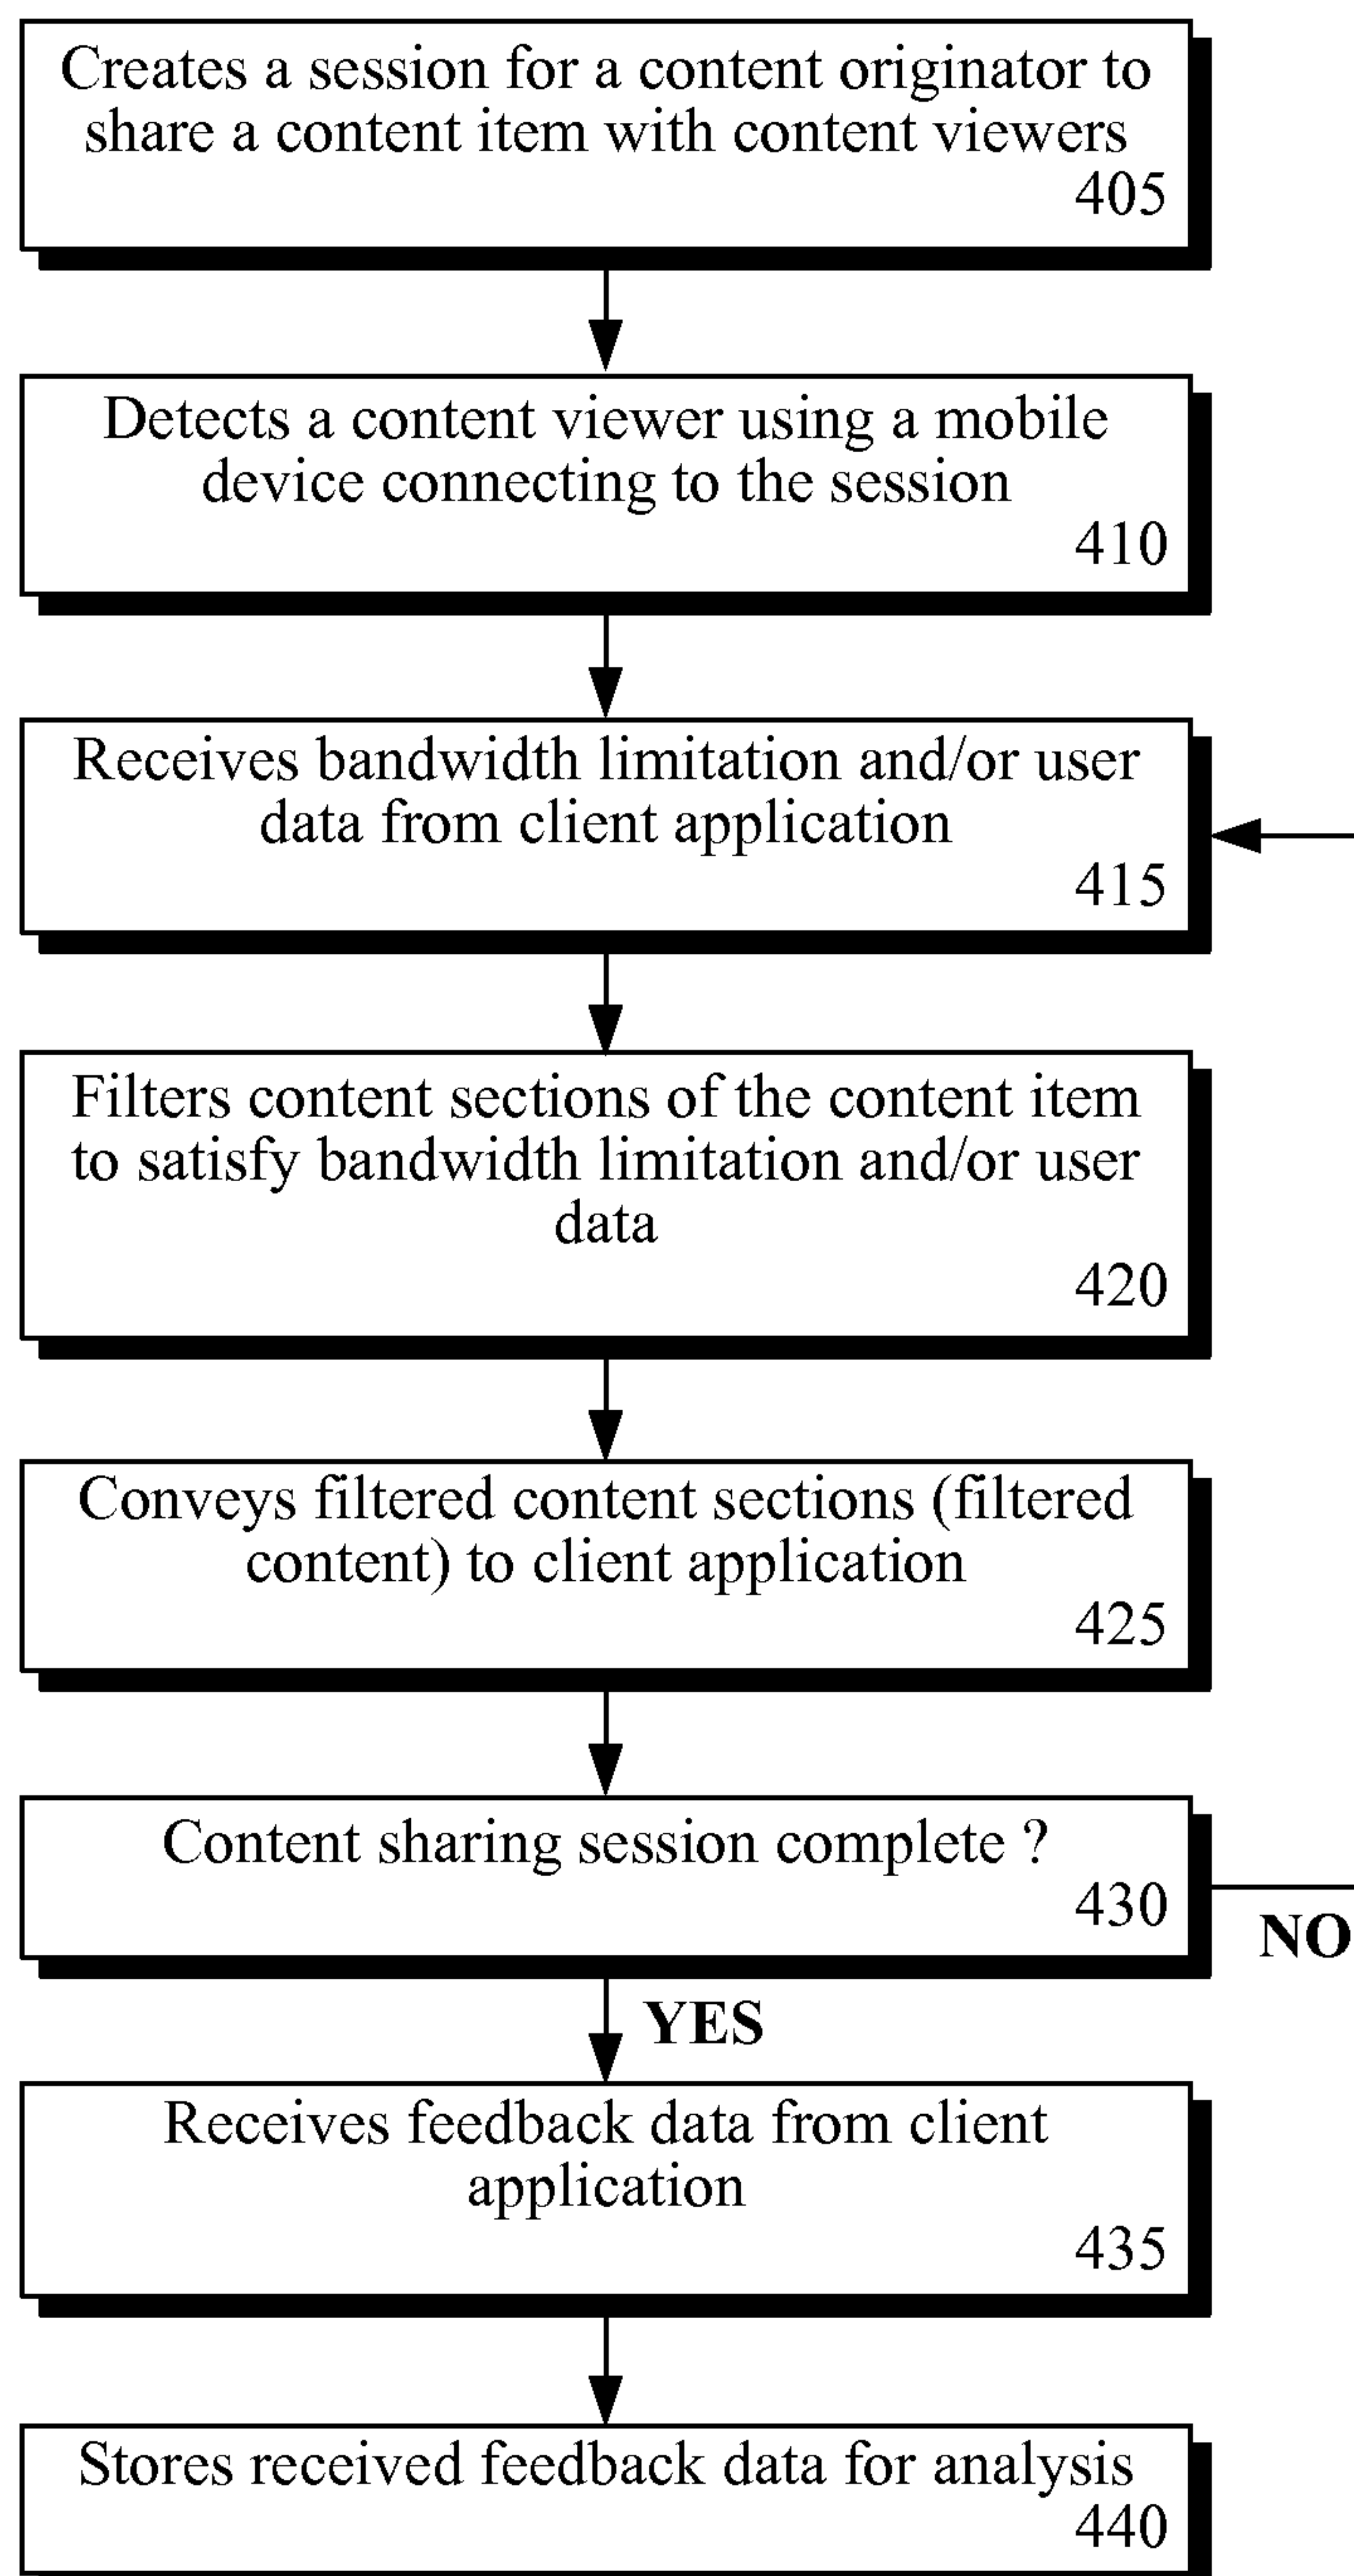 Creates a session for a content originator to
share a content item with content viewers
405
Detects a content viewer using a mobile
device connecting to the session
410
Receives bandwidth limitation and/or user
data from client application
415
Filters content sections of the content item
to satisfy bandwidth limitation and/or user
data
420
Conveys filtered content sections (filtered
content) to client application
425
Content sharing session complete ?
430
NO
YES
Receives feedback data from client
application
435
Stores received feedback data for analysis
440